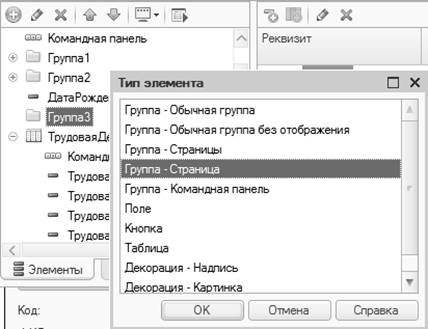 Командная панель
Группа1
Группа2
ДатаРожде
Группа3
ТрудоваяДе
Команд
Трудова
Трудова
Трудова
Трудова
Элементы
Код:
Реквизит
Тип элемента
Группа - Обычная группа
Группа - Обычная группа без отображения
Группа - Страницы
Группа - Страница
Группа - Командная панель
Поле
Кнопка
Таблица
Декорация - Надпись
Декорация - Картинка
OK
Отмена
Справка